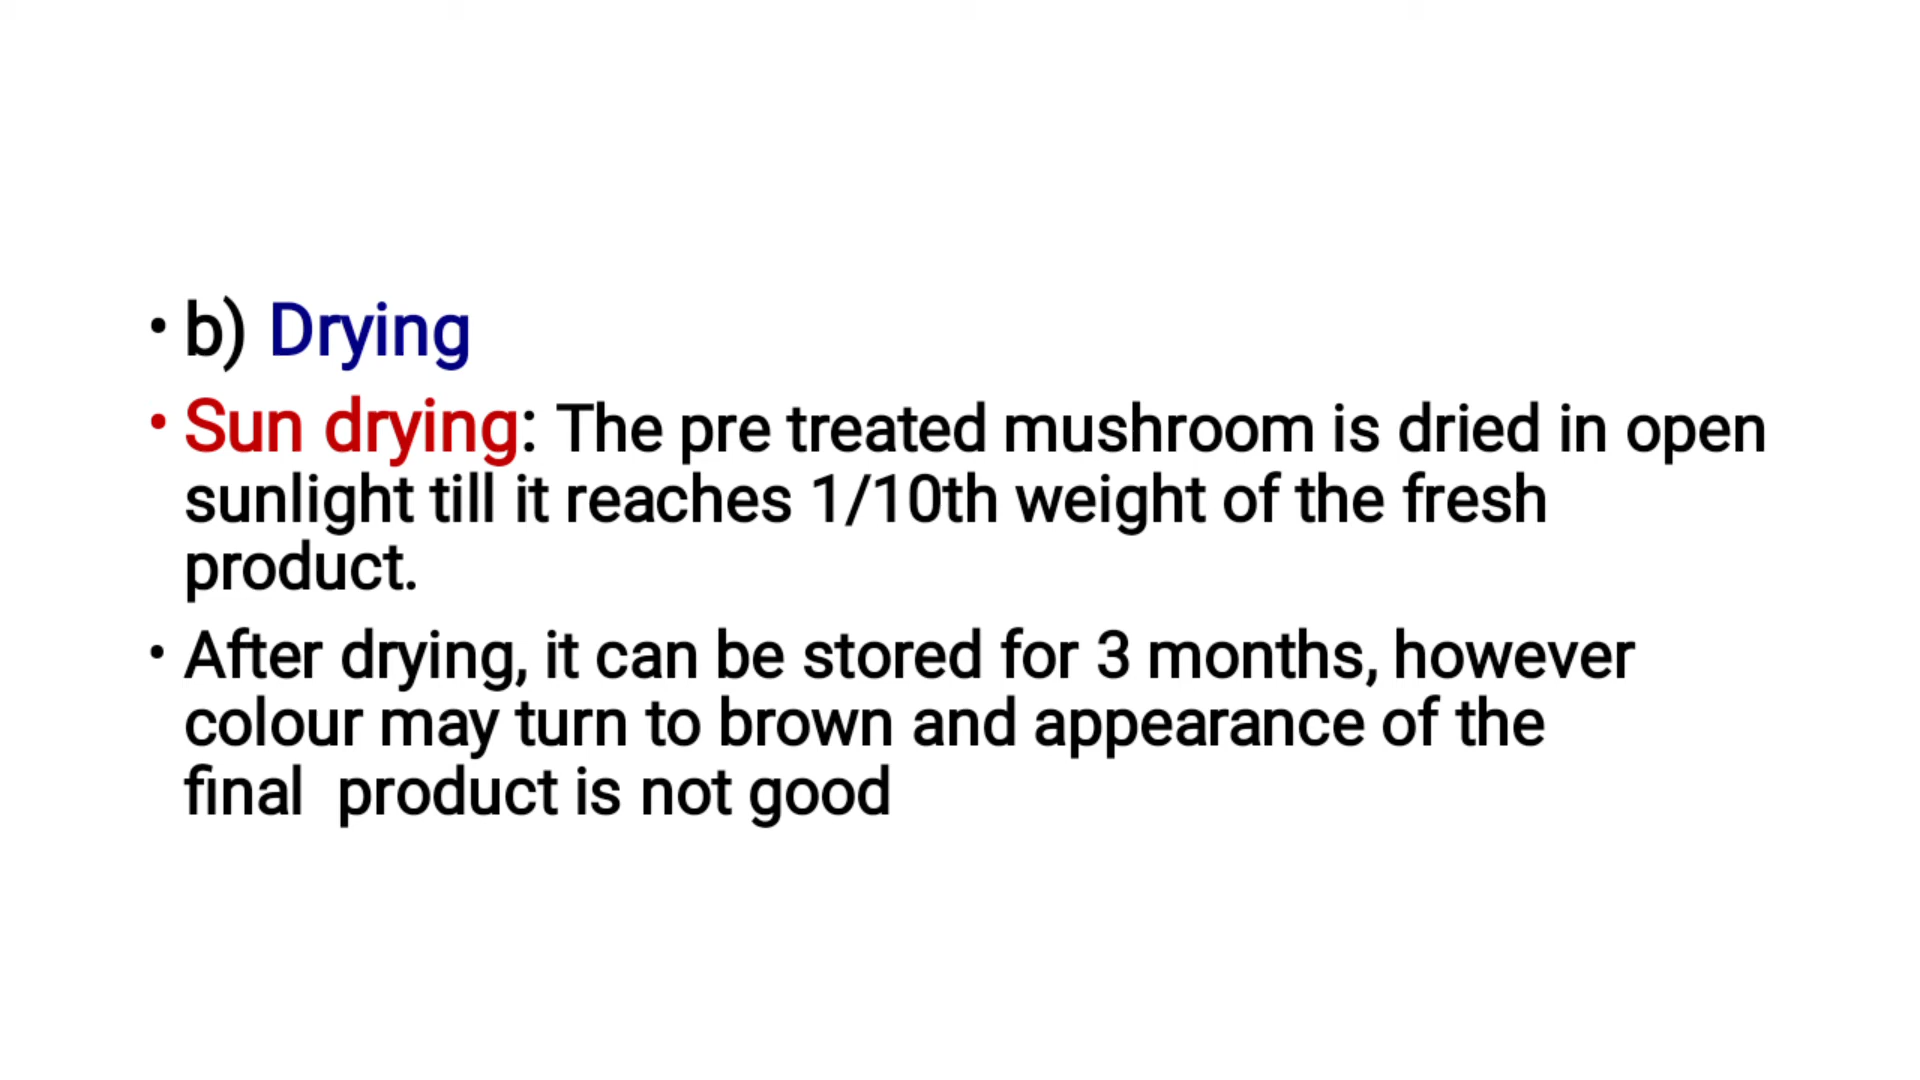 • b) Drying
• Sun drying: The pre treated mushroom is dried in open
sunlight till it reaches 1/10th weight of the fresh
product.
• After drying, it can be stored for 3 months, however
colour may turn to brown and appearance of the
final  product is not good